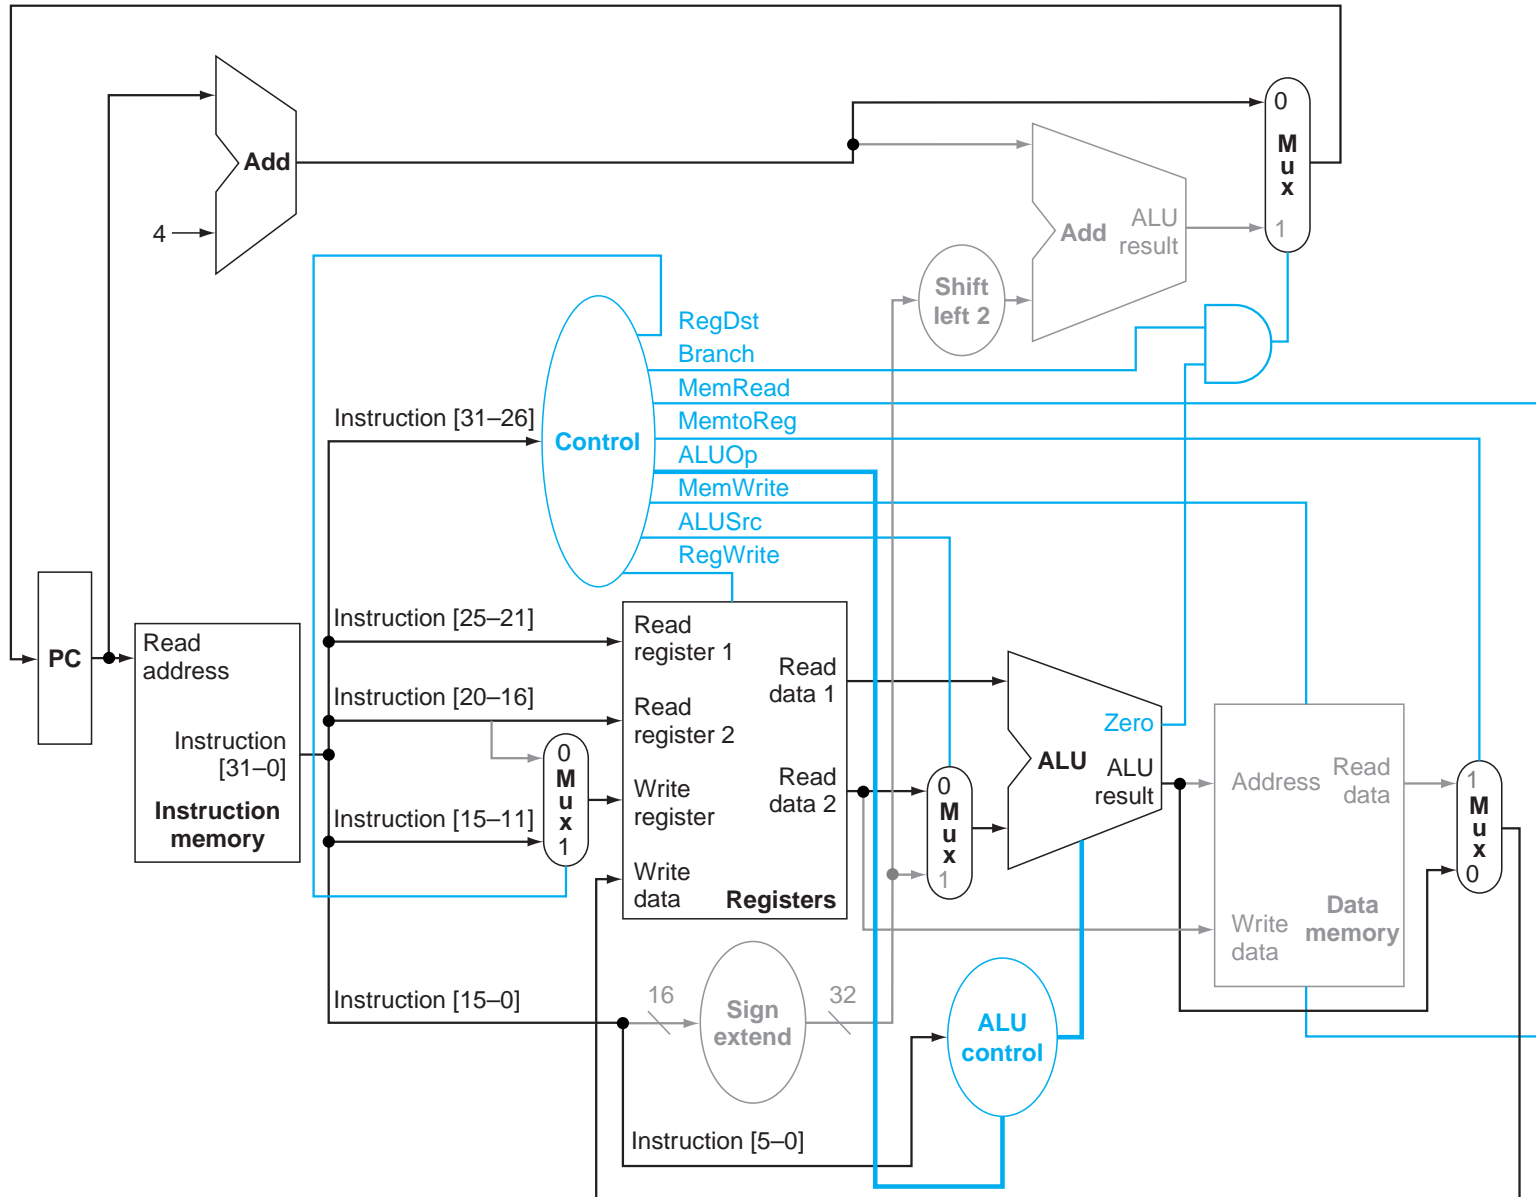 0
M
u
x
1
Add
4
Add
ALU
result
Shift
left 2
RegDst
Branch
MemRead
MemtoReg
ALUOp
MemWrite
ALUSrc
RegWrite
Control
Instruction [31–26]
Instruction [25–21]
Instruction [20–16]
Instruction [15–11]
Instruction [15–0]
Instruction [5–0]
PC
Read
address
Instruction
[31–0]
Instruction
memory
0
M
u
x
1
Read
register 1
Read
register 2
Write
register
Write
data
Read
data 1
Read
data 2
Registers
0
M
u
x
1
Zero
ALU
ALU
result
Address
Read
data
Write
data
Data
memory
1
M
u
x
0
16
Sign
extend
32
ALU
control